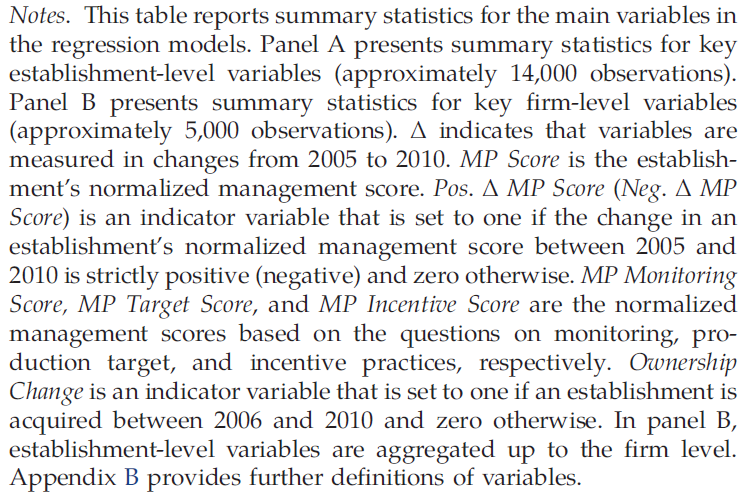 Notes. This table reports summary statistics for the main variables in
the regression models. Panel A presents summary statistics for key
establishment-level variables (approximately 14,000 observations).
Panel B presents summary statistics for key firm-level variables
(approximately 5,000 observations). Δ indicates that variables are
measured in changes from 2005 to 2010. MP Score is the establish-
ment's normalized management score. Pos. Δ MP Score (Neg. Δ MP
Score) is an indicator variable that is set to one if the change in an
establishment's normalized management score between 2005 and
2010 is strictly positive (negative) and zero otherwise. MP Monitoring
Score, MP Target Score, and MP Incentive Score are the normalized
management scores based on the questions on monitoring, pro-
duction target, and incentive practices, respectively. Ownership
Change is an indicator variable that is set to one if an establishment is
acquired between 2006 and 2010 and zero otherwise. In panel B,
establishment-level variables are aggregated up to the firm level.
Appendix B provides further definitions of variables.